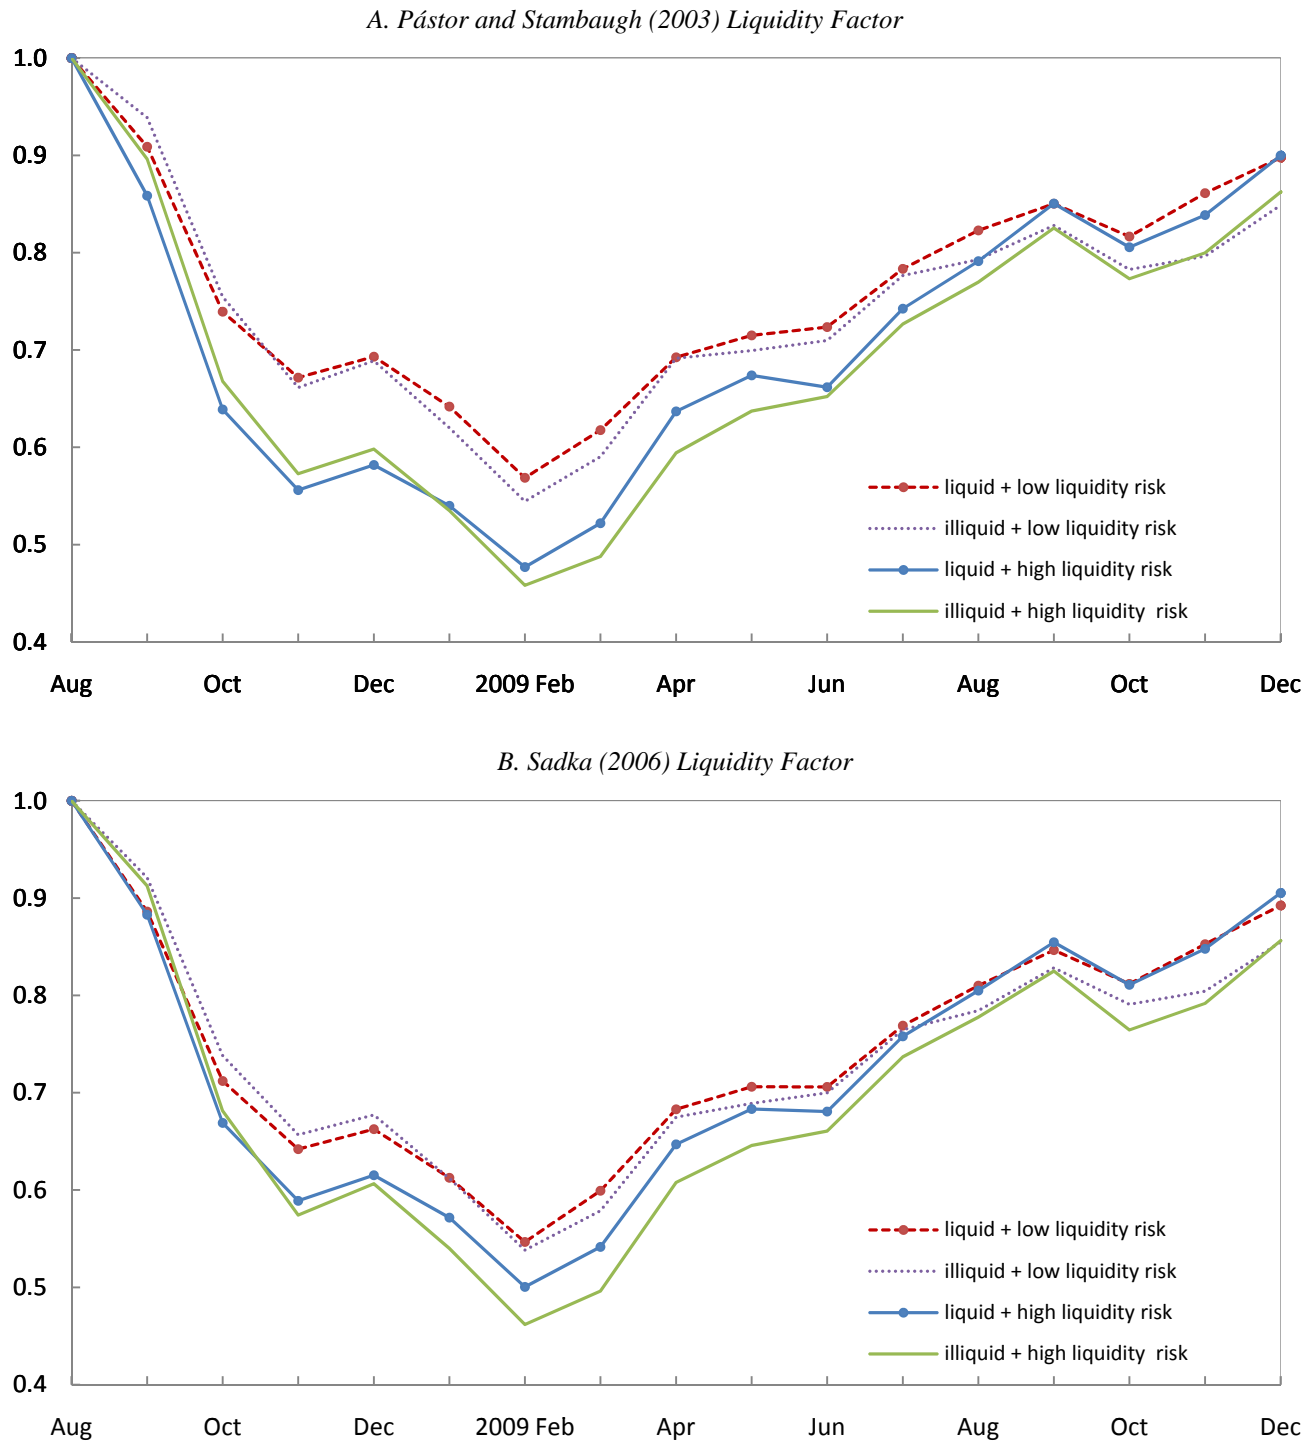 A. Pástor and Stambaugh (2003) Liquidity Factor
1.0
0.9
0.8
0.7
0.6
0.5
0.4
liquid + low liquidity risk
illiquid + low liquidity risk
liquid + high liquidity risk
illiquid + high liquidity risk
Aug Oct Dec 2009 Feb Apr Jun Aug Oct Dec
B. Sadka (2006) Liquidity Factor
1.0
0.9
0.8
0.7
0.6
0.5
0.4
liquid + low liquidity risk
illiquid + low liquidity risk
liquid + high liquidity risk
illiquid + high liquidity risk
Aug Oct Dec 2009 Feb Apr Jun Aug Oct Dec